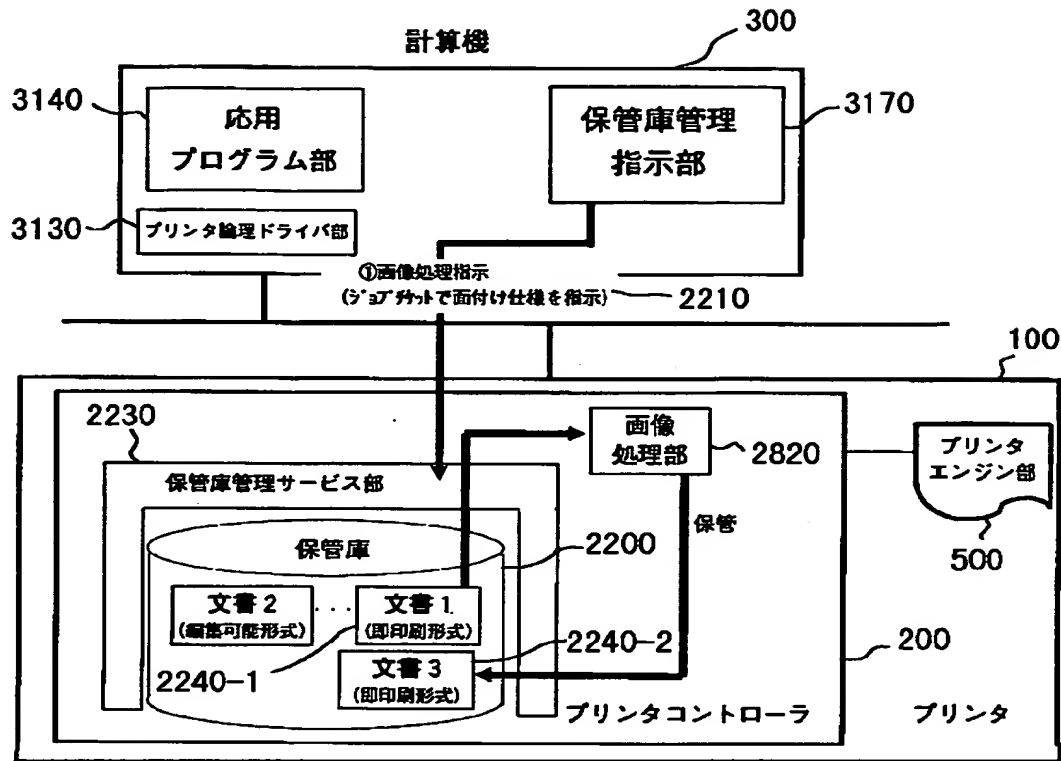 計算機
300
3140
応用
プログラム部
保管庫管理
指示部
3170
3130
プリンタ論理ドライバ部
①画像処理指示
(ジョブチケットで面付け仕様を指示)
2210
100
2230
画像
処理部
2820
プリンタ
エンジン部
500
保管庫管理サービス部
保管
保管庫
2200
文書2
(編集可能形式)
...
文書1
(即印刷形式)
2240-1
2240-2
文書3
(即印刷形式)
200
プリンタコントローラ
プリンタ